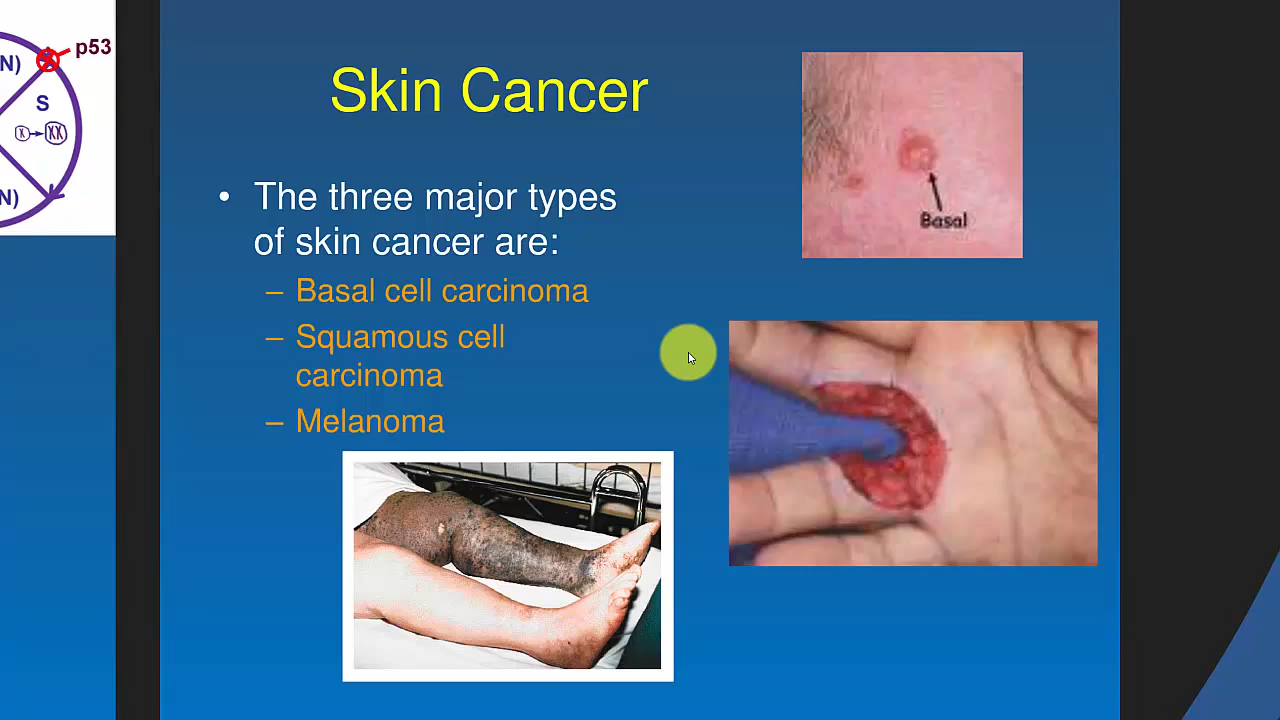 p53
N)
S
X
XX
N)
Skin Cancer
• The three major types
of skin cancer are:
– Basal cell carcinoma
– Squamous cell
carcinoma
– Melanoma
Basal